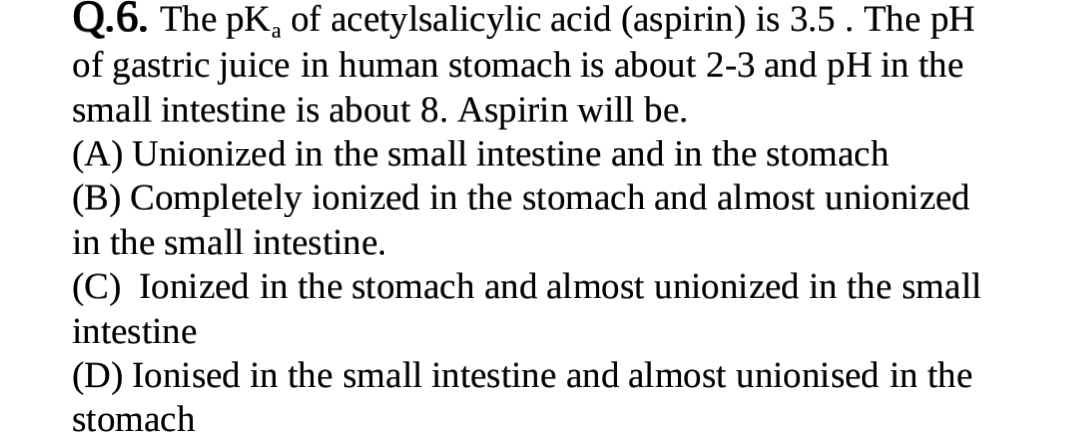 Q.6. The pKₐ of acetylsalicylic acid (aspirin) is 3.5 . The pH
of gastric juice in human stomach is about 2-3 and pH in the
small intestine is about 8. Aspirin will be.
(A) Unionized in the small intestine and in the stomach
(B) Completely ionized in the stomach and almost unionized
in the small intestine.
(C) Ionized in the stomach and almost unionized in the small
intestine
(D) Ionised in the small intestine and almost unionised in the
stomach